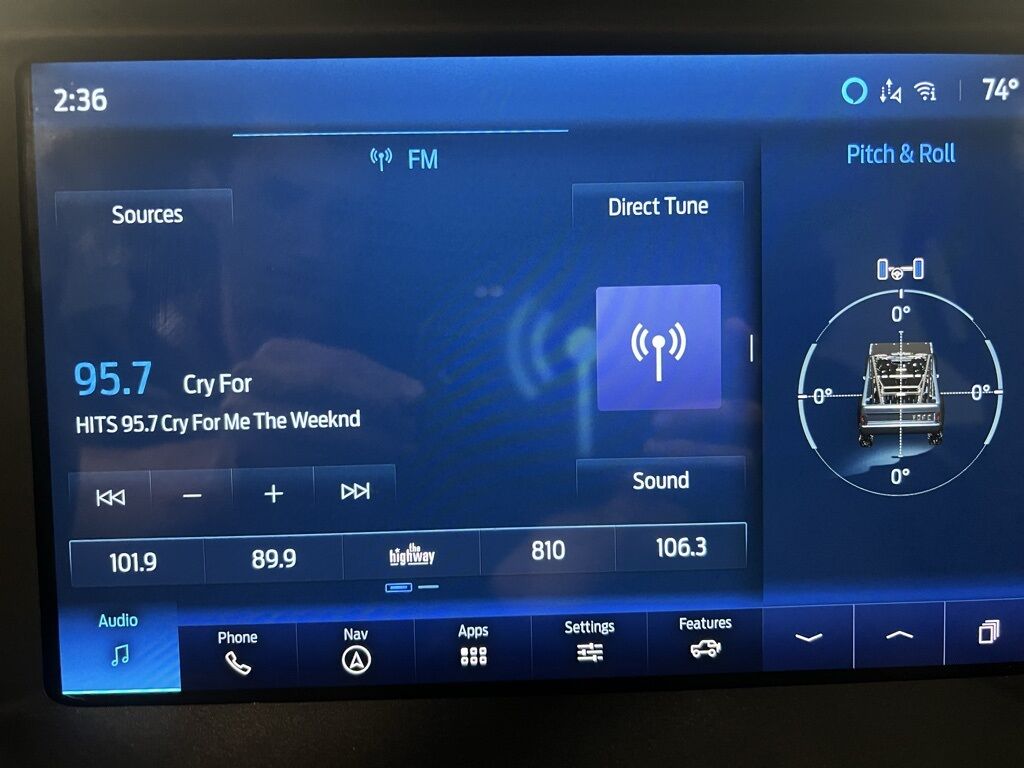 2:36
74°
FM
Pitch & Roll
Sources
Direct Tune
0°
95.7 Cry For
0°
0°
HITS 95.7 Cry For Me The Weeknd
0°
Sound
101.9
89.9
the highway
810
106.3
Audio
Phone
Nav
Apps
Settings
Features